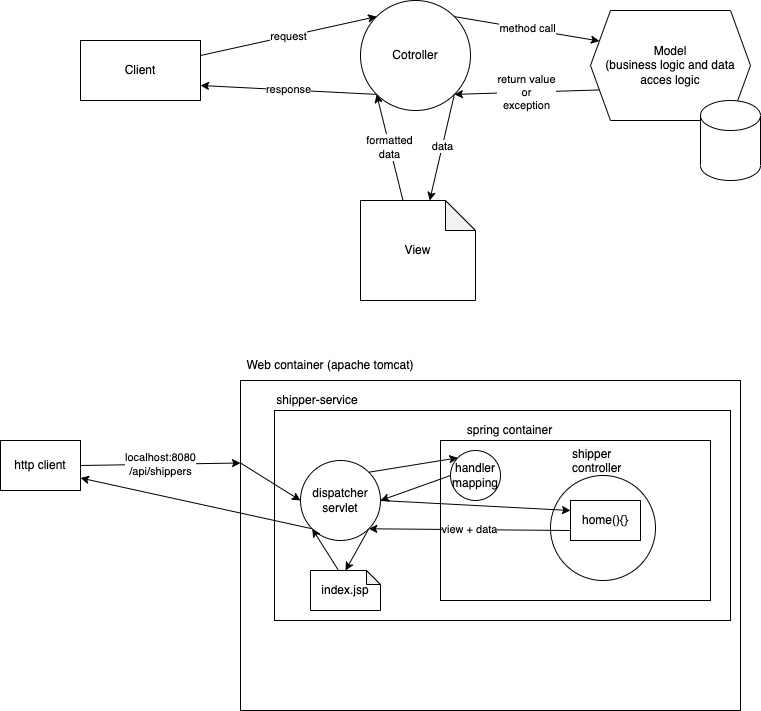 request
method call
Client
Cotroller
Model
(business logic and data
acces logic
response
return value
or
exception
formatted
data
data
View
Web container (apache tomcat)
shipper-service
spring container
http client
localhost:8080
/api/shippers
dispatcher
servlet
handler
mapping
shipper
controller
home(){}
view + data
index.jsp